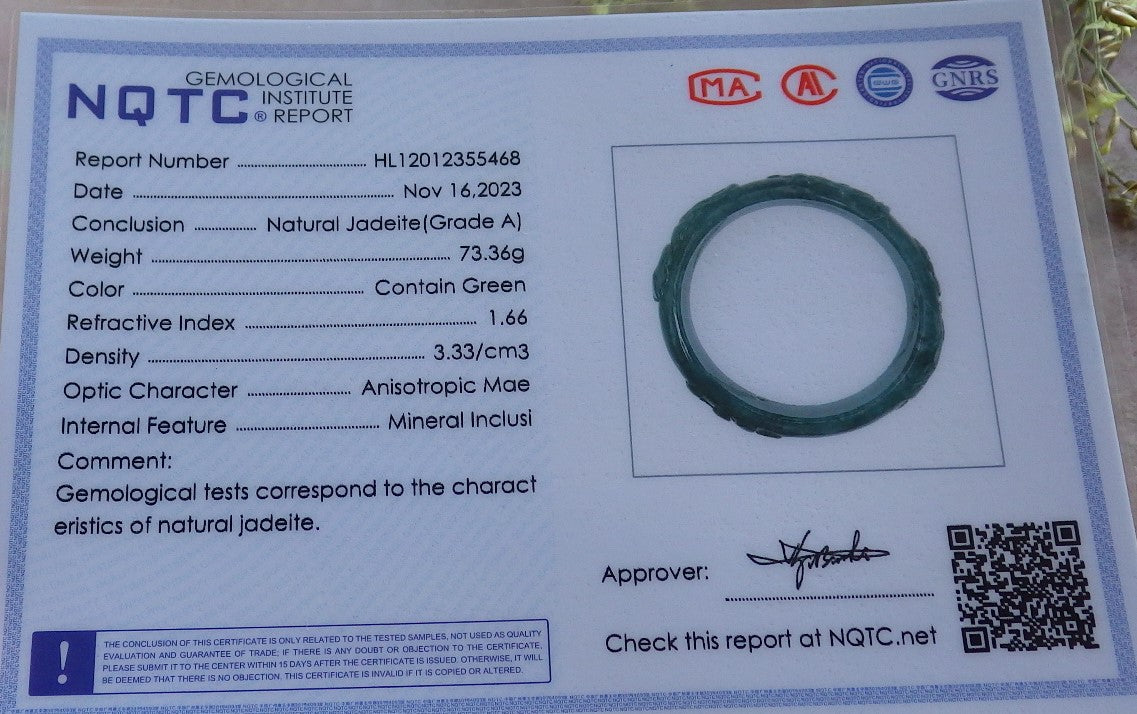 NQTC® GEMOLOGICAL INSTITUTE REPORT
MA
AL
GNRS
Report Number ........ HL12012355468
Date ........ Nov 16,2023
Conclusion ........ Natural Jadeite(Grade A)
Weight ........ 73.36g
Color ........ Contain Green
Refractive Index ........ 1.66
Density ........ 3.33/cm3
Optic Character ........ Anisotropic Mae
Internal Feature ........ Mineral Inclusi
Comment:
Gemological tests correspond to the charact
eristics of natural jadeite.
Approver:
Check this report at NQTC.net
!
THE CONCLUSION OF THIS CERTIFICATE IS ONLY RELATED TO THE TESTED SAMPLES, NOT USED AS QUALITY
EVALUATION AND GUARANTEE OF TRADE; IF THERE IS ANY DOUBT OR OBJECTION TO THE CERTIFICATE,
PLEASE SUBMIT IT TO THE CENTER WITHIN 15 DAYS AFTER THE CERTIFICATE IS ISSUED. OTHERWISE, IT WILL
BE DEEMED THAT THERE IS NO OBJECTION. THIS CERTIFICATE IS INVALID IF IT IS COPIED OR ALTERED.